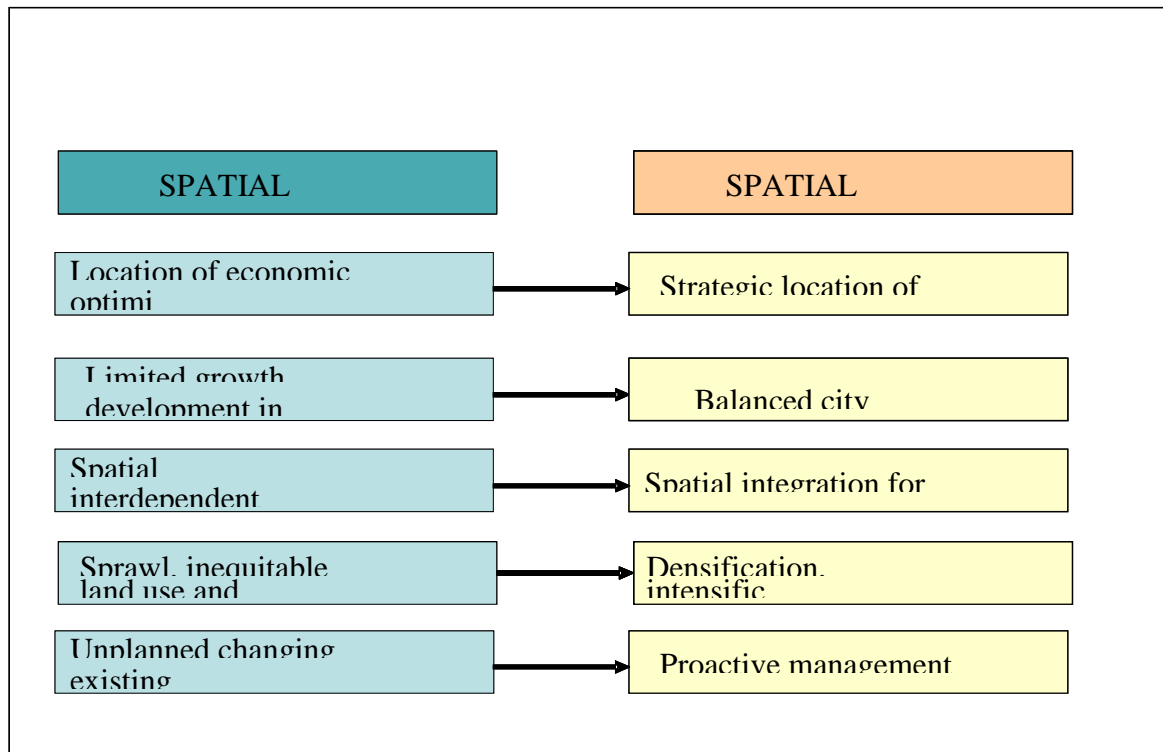 SPATIAL
SPATIAL
Location of economic
optimi
Strategic location of
Limited growth
development in
Balanced city
Spatial
interdependent
Spatial integration for
Sprawl, inequitable
land use and
Densification,
intensific
Unplanned changing
existing
Proactive management